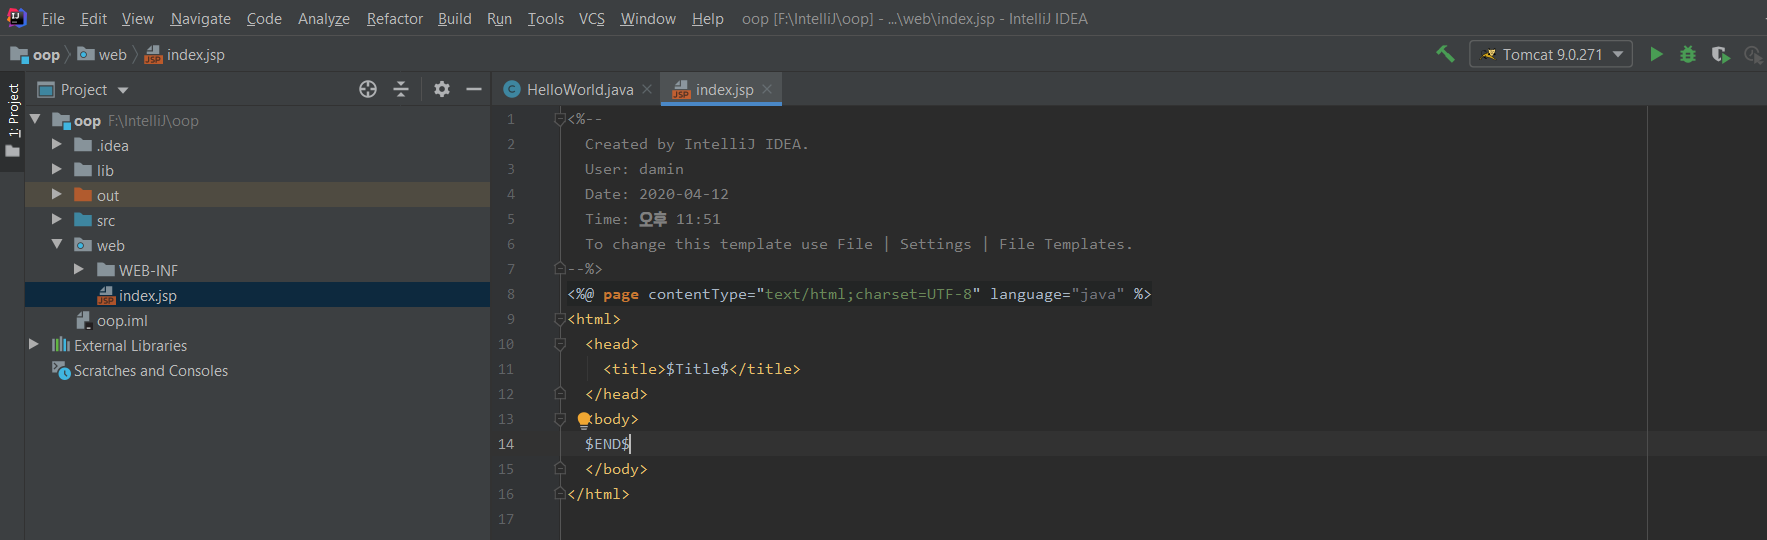 File Edit View Navigate Code Analyze Refactor Build Run Tools VCS Window Help oop [F:\IntelliJ\oop] - ...\web\index.jsp - IntelliJ IDEA
oop web index.jsp
Tomcat 9.0.271
1: Project
Project
HelloWorld.java index.jsp
oop F:\IntelliJ\oop
.idea
lib
out
src
web
WEB-INF
index.jsp
oop.iml
External Libraries
Scratches and Consoles
1 <%--
2 Created by IntelliJ IDEA.
3 User: damin
4 Date: 2020-04-12
5 Time: 오후 11:51
6 To change this template use File | Settings | File Templates.
7 --%>
8 <%@ page contentType="text/html;charset=UTF-8" language="java" %>
9 <html>
10 <head>
11 <title>$Title$</title>
12 </head>
13 <body>
14 $END$
15 </body>
16 </html>
17